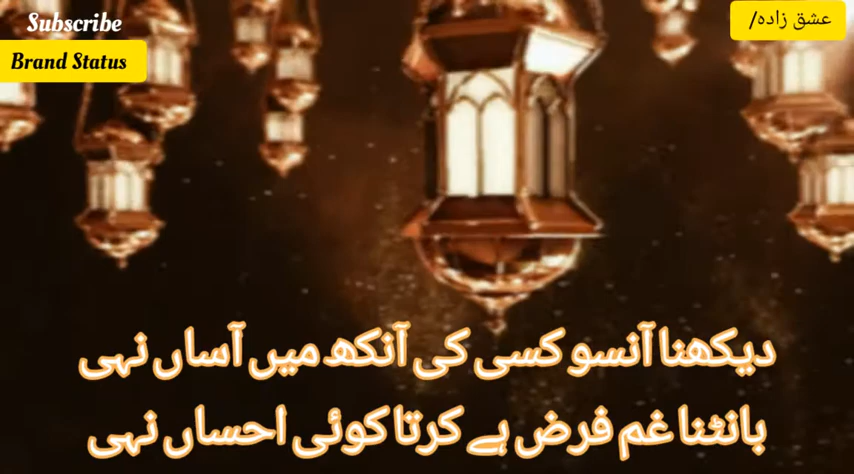 Subscribe
Brand Status
عشق زادہ/
دیکھنا آنسو کسی کی آنکھ میں آساں نہی
بانٹنا غم فرض ہے کرتا کوئی احساں نہی